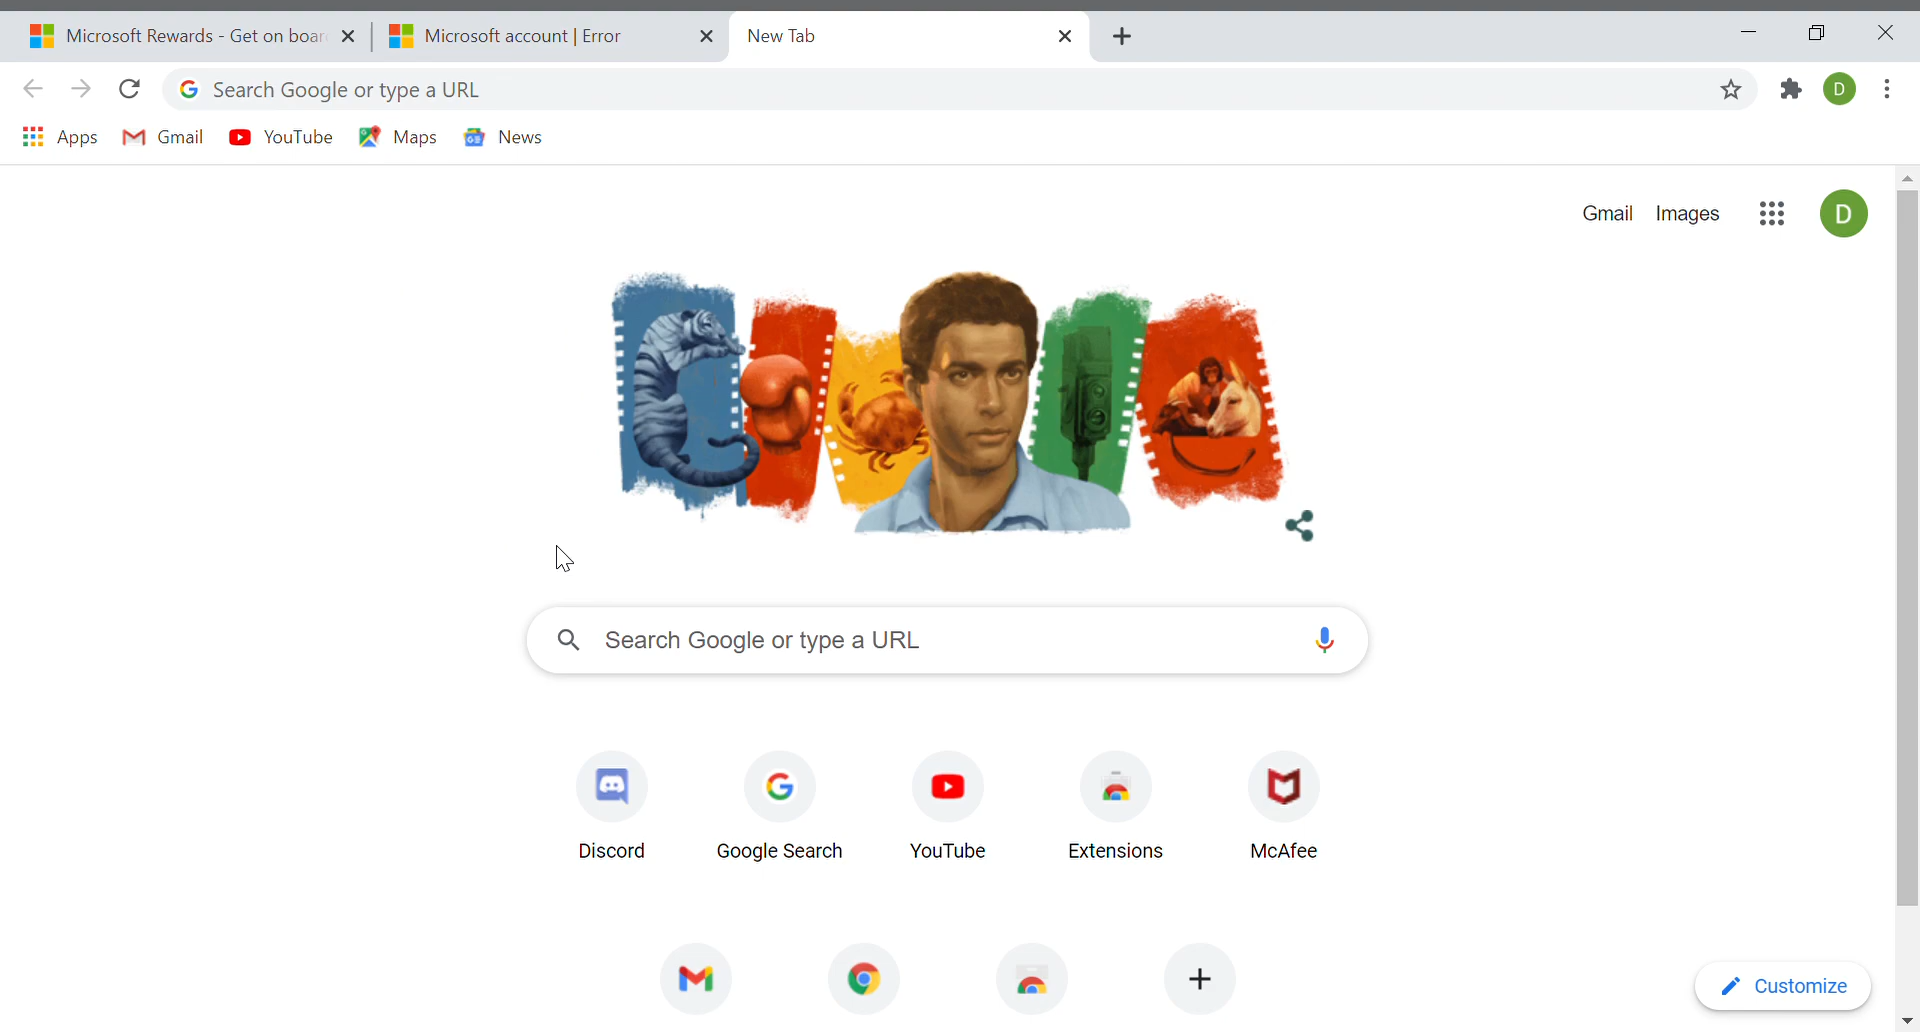 Microsoft Rewards - Get on boar
Microsoft account | Error
New Tab
Search Google or type a URL
Apps
Gmail
YouTube
Maps
News
Gmail
Images
D
D
Search Google or type a URL
Discord
Google Search
YouTube
Extensions
McAfee
Customize